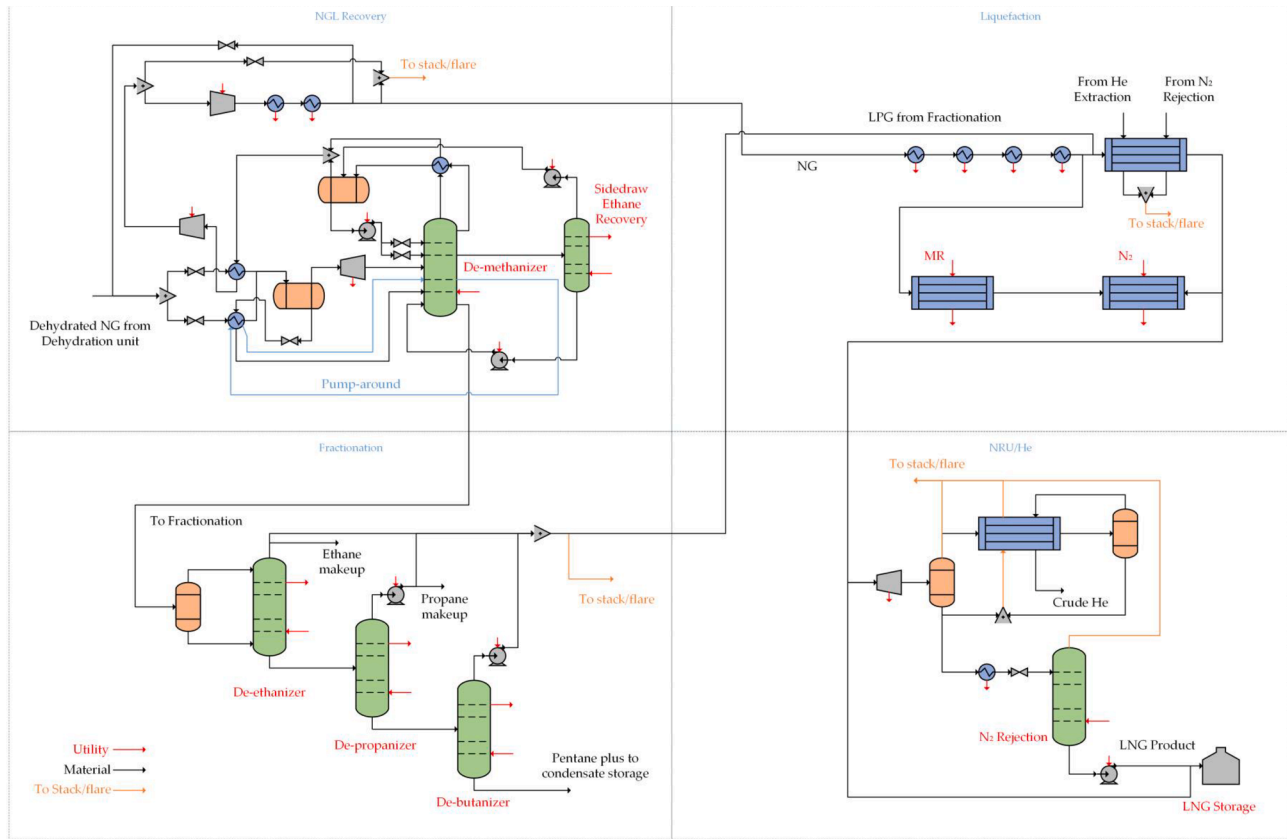 NGL Recovery
To stack/flare
Sidedraw
Ethane
Recovery
De-methanizer
Dehydrated NG from
Dehydration unit
Pump-around
Liquefaction
From He
Extraction
From N₂
Rejection
LPG from Fractionation
NG
To stack/flare
MR
N₂
Fractionation
To Fractionation
Ethane
makeup
Propane
makeup
To stack/flare
De-ethanizer
De-propanizer
De-butanizer
Pentane plus to
condensate storage
Utility
Material
To Stack/flare
NRU/He
To stack/flare
Crude He
N₂ Rejection
LNG Product
LNG Storage